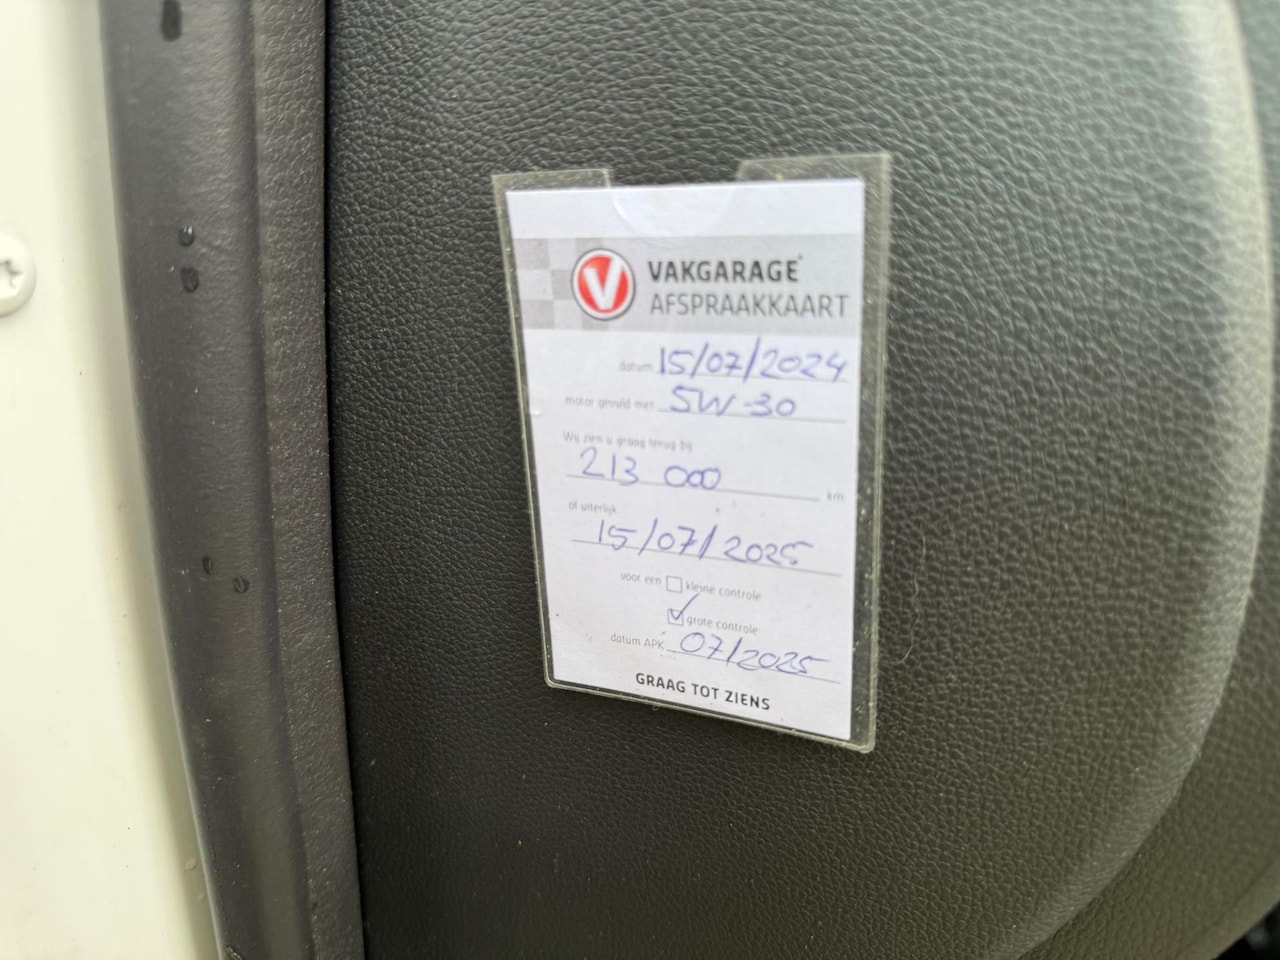 V VAKGARAGE
AFSPRAAKKAART
datum 15/07/2024
motor gevuld met 5W-30
Wij zien u graag terug bij
213 000 km
of uiterlijk
15/07/2025
voor een kleine controle
grote controle
datum APK 07/2025
GRAAG TOT ZIENS